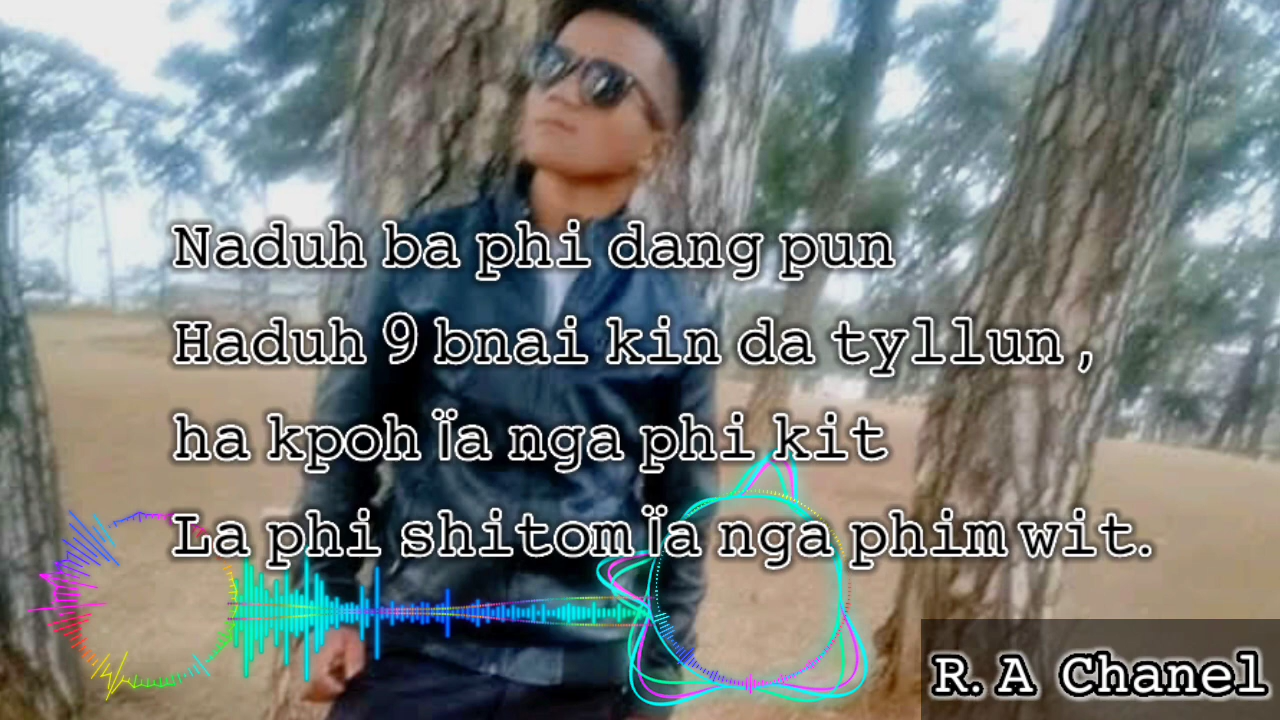 Naduh ba phi dang pun
Haduh 9 bnai kin da tyllun ,
ha kpoh ïa nga phi kit
La phi shitom ïa nga phim wit.
R. A Chanel